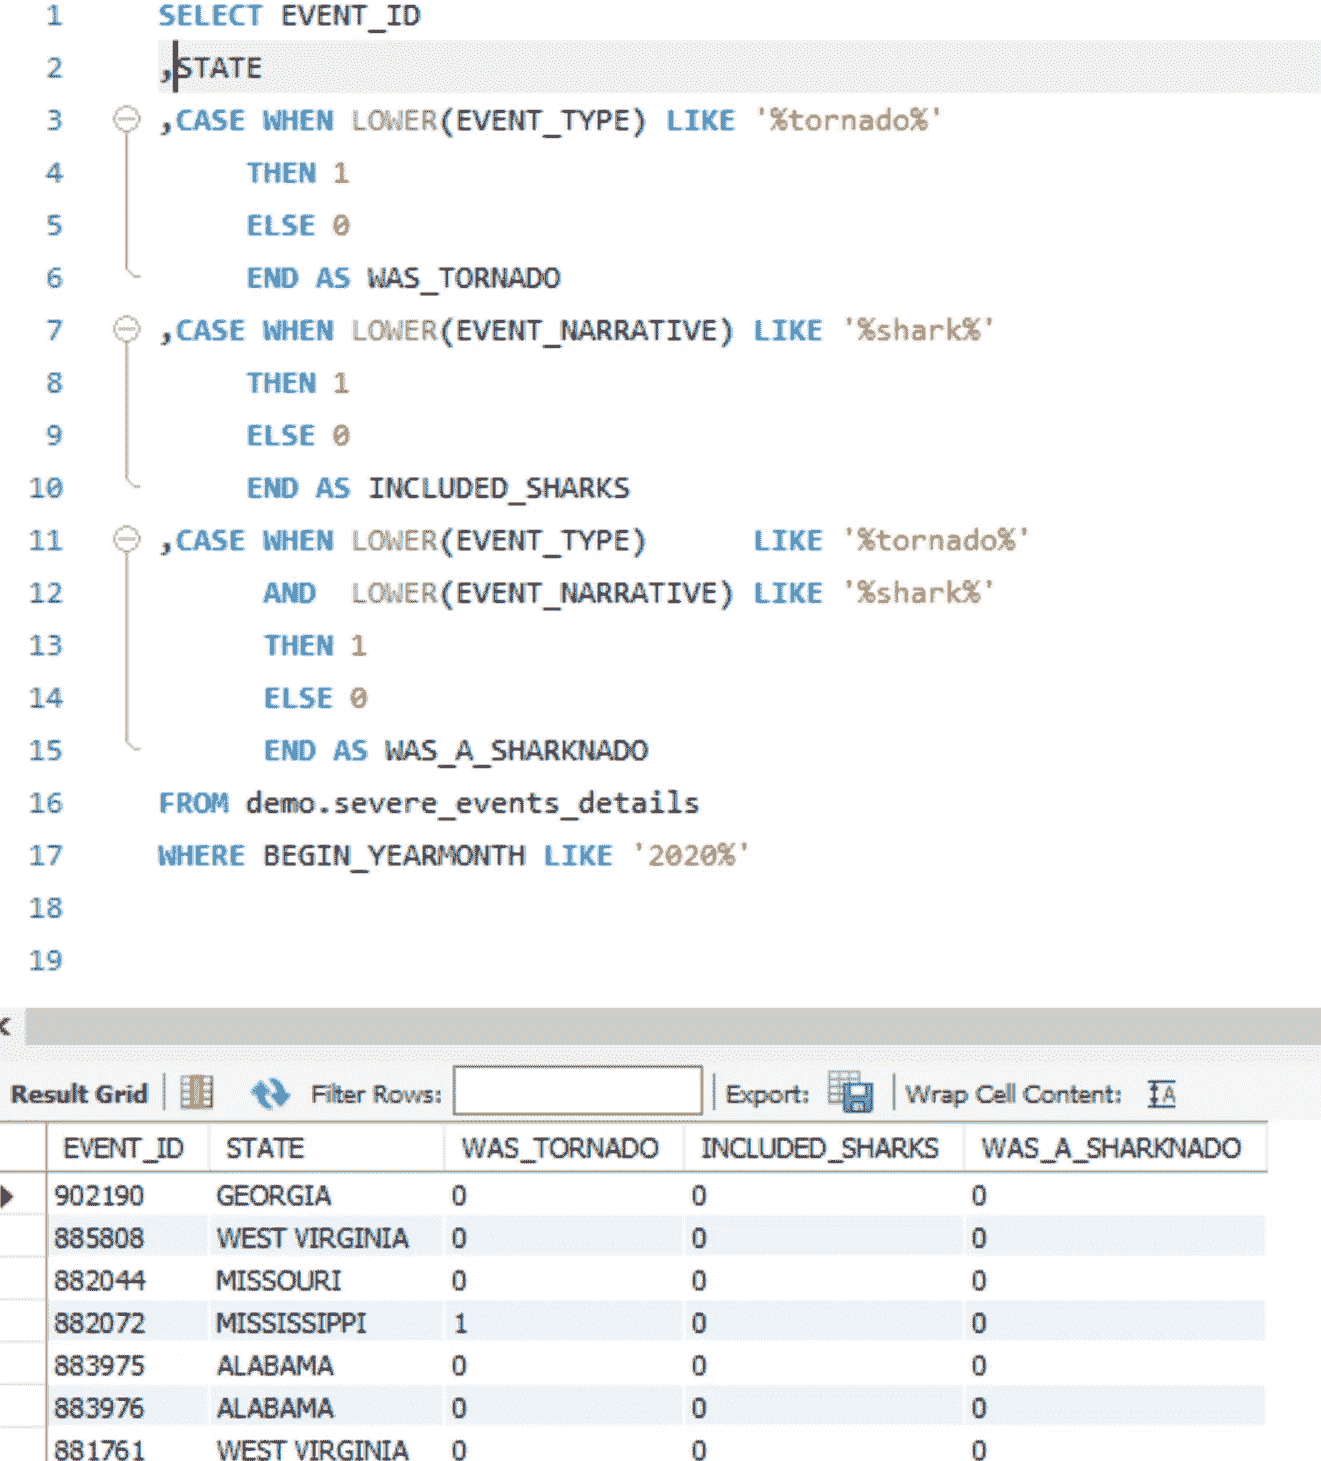 1 SELECT EVENT_ID
2 ,STATE
3 ,CASE WHEN LOWER(EVENT_TYPE) LIKE '%tornado%'
4 THEN 1
5 ELSE 0
6 END AS WAS_TORNADO
7 ,CASE WHEN LOWER(EVENT_NARRATIVE) LIKE '%shark%'
8 THEN 1
9 ELSE 0
10 END AS INCLUDED_SHARKS
11 ,CASE WHEN LOWER(EVENT_TYPE) LIKE '%tornado%'
12 AND LOWER(EVENT_NARRATIVE) LIKE '%shark%'
13 THEN 1
14 ELSE 0
15 END AS WAS_A_SHARKNADO
16 FROM demo.severe_events_details
17 WHERE BEGIN_YEARMONTH LIKE '2020%'
18
19
Result Grid Filter Rows: Export: Wrap Cell Content: A
EVENT_ID STATE WAS_TORNADO INCLUDED_SHARKS WAS_A_SHARKNADO
902190 GEORGIA 0 0 0
885808 WEST VIRGINIA 0 0 0
882044 MISSOURI 0 0 0
882072 MISSISSIPPI 1 0 0
883975 ALABAMA 0 0 0
883976 ALABAMA 0 0 0
881761 WEST VIRGINIA 0 0 0